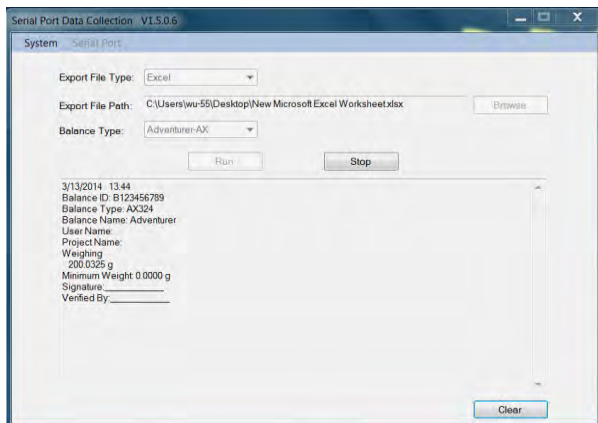 Serial Port Data Collection V1.5.0.6
System Serial Port
Export File Type: Excel
Export File Path: C:\Users\wu-55\Desktop\New Microsoft Excel Worksheet.xlsx Browse
Balance Type: Adventurer-AX
Run Stop
3/13/2014 13:44
Balance ID: B123456789
Balance Type: AX324
Balance Name: Adventurer
User Name:
Project Name:
Weighing
200.0325 g
Minimum Weight: 0.0000 g
Signature:____________
Verified By:____________
Clear